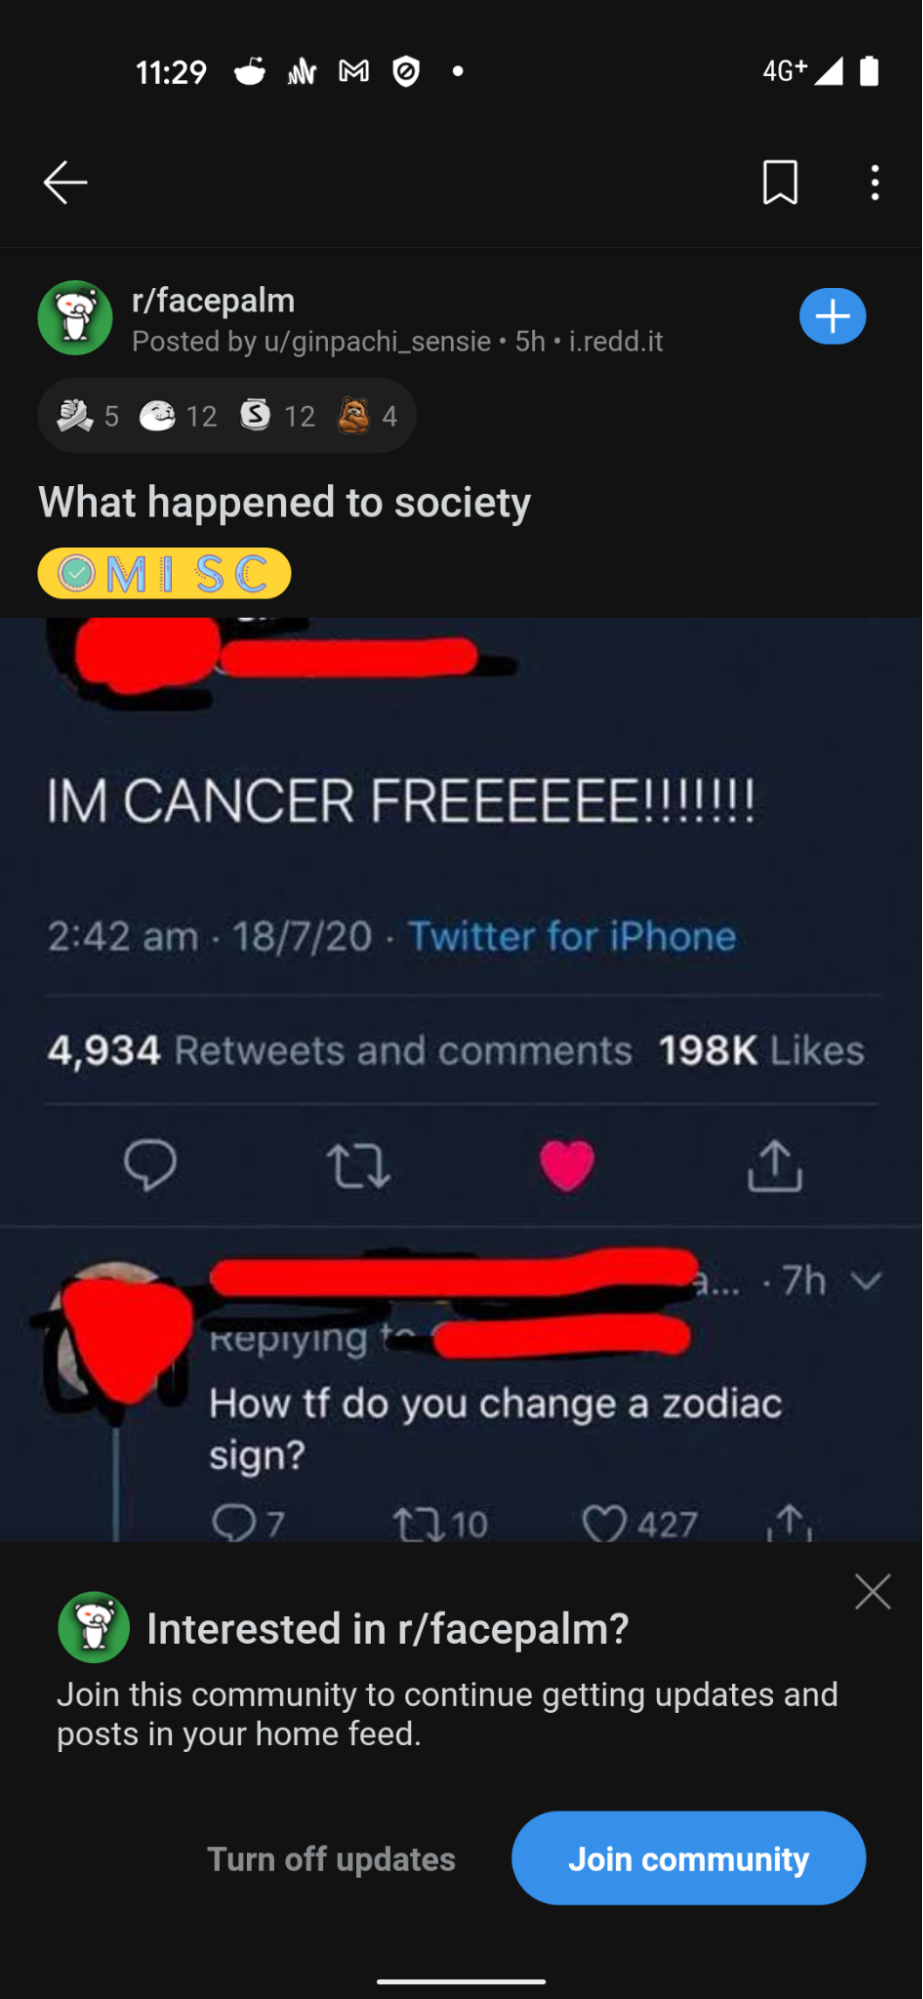 11:29
4G+
r/facepalm
Posted by u/ginpachi_sensie • 5h • i.redd.it
5 12 S 12 4
What happened to society
MISC
IM CANCER FREEEEEE!!!!!!!
2:42 am · 18/7/20 · Twitter for iPhone
4,934 Retweets and comments 198K Likes
a... · 7h
Replying to
How tf do you change a zodiac
sign?
7 10 427
Interested in r/facepalm?
Join this community to continue getting updates and
posts in your home feed.
Turn off updates
Join community